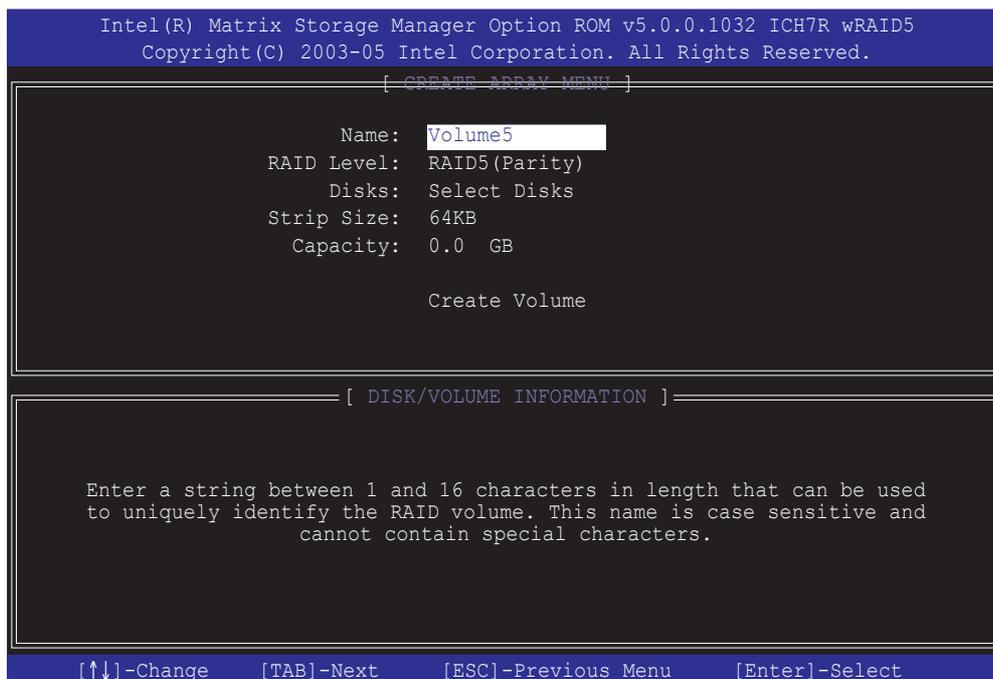 Intel(R) Matrix Storage Manager Option ROM v5.0.0.1032 ICH7R wRAID5
Copyright(C) 2003-05 Intel Corporation. All Rights Reserved.
[ CREATE ARRAY MENU ]
Name: Volume5
RAID Level: RAID5(Parity)
Disks: Select Disks
Strip Size: 64KB
Capacity: 0.0 GB
Create Volume
[ DISK/VOLUME INFORMATION ]
Enter a string between 1 and 16 characters in length that can be used
to uniquely identify the RAID volume. This name is case sensitive and
cannot contain special characters.
[↑↓]-Change [TAB]-Next [ESC]-Previous Menu [Enter]-Select